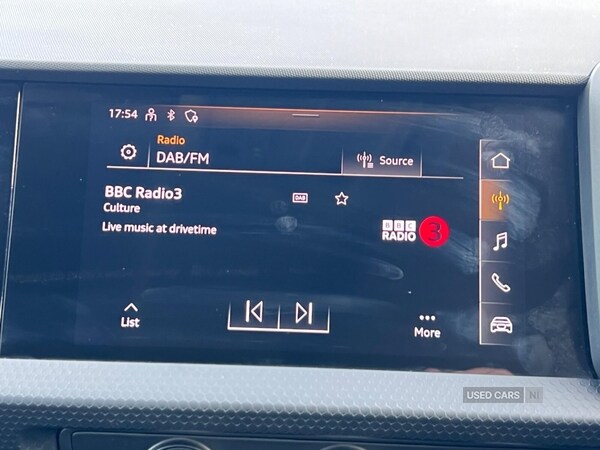 17:54
Radio
DAB/FM
Source
BBC Radio3
DAB
Culture
Live music at drivetime
BBC
RADIO 3
List
More
USED CARS NI